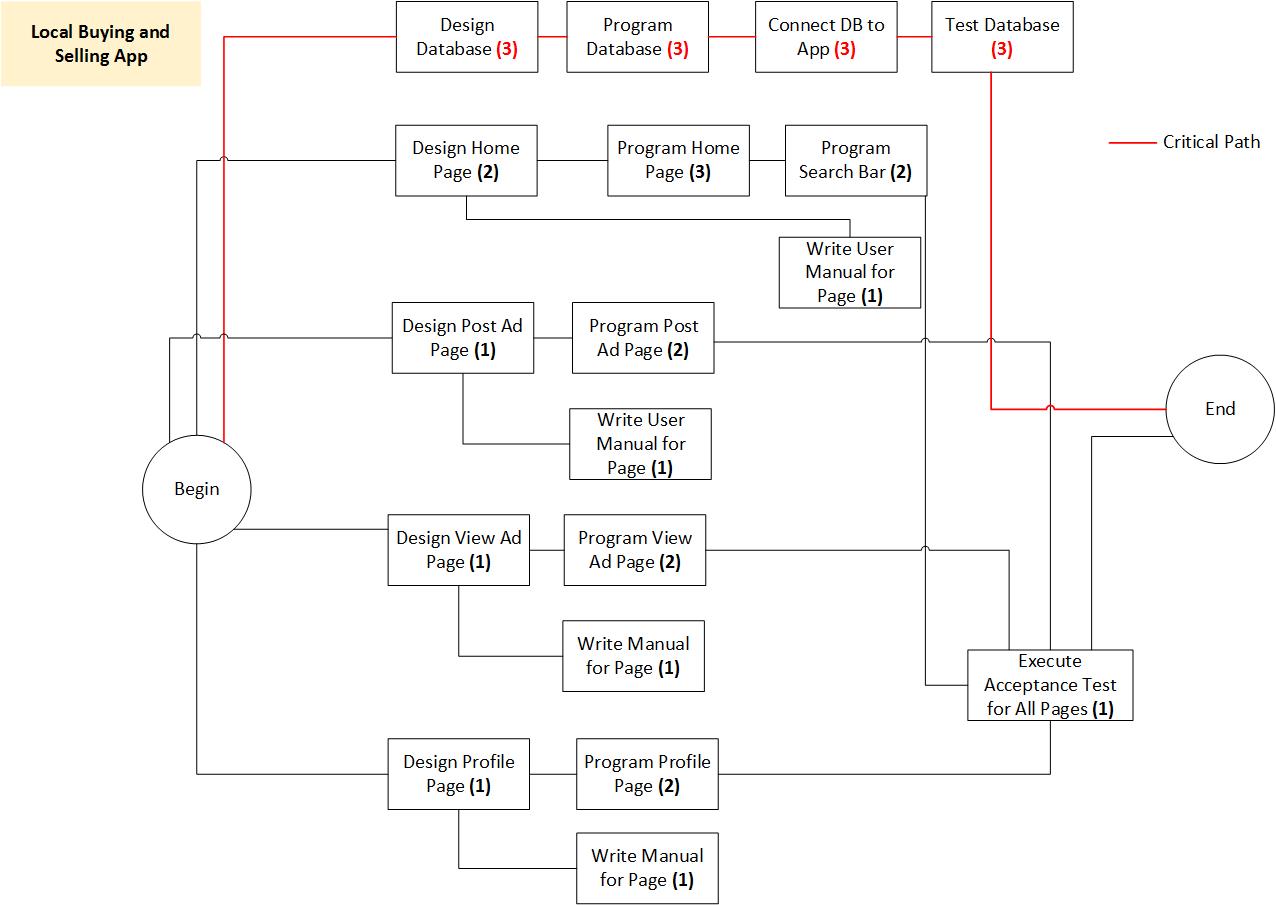 Local Buying and
Selling App
Design
Database (3)
Program
Database (3)
Connect DB to
App (3)
Test Database
(3)
Critical Path
Design Home
Page (2)
Program Home
Page (3)
Program
Search Bar (2)
Write User
Manual for
Page (1)
Design Post Ad
Page (1)
Program Post
Ad Page (2)
Write User
Manual for
Page (1)
End
Begin
Design View Ad
Page (1)
Program View
Ad Page (2)
Write Manual
for Page (1)
Execute
Acceptance Test
for All Pages (1)
Design Profile
Page (1)
Program Profile
Page (2)
Write Manual
for Page (1)